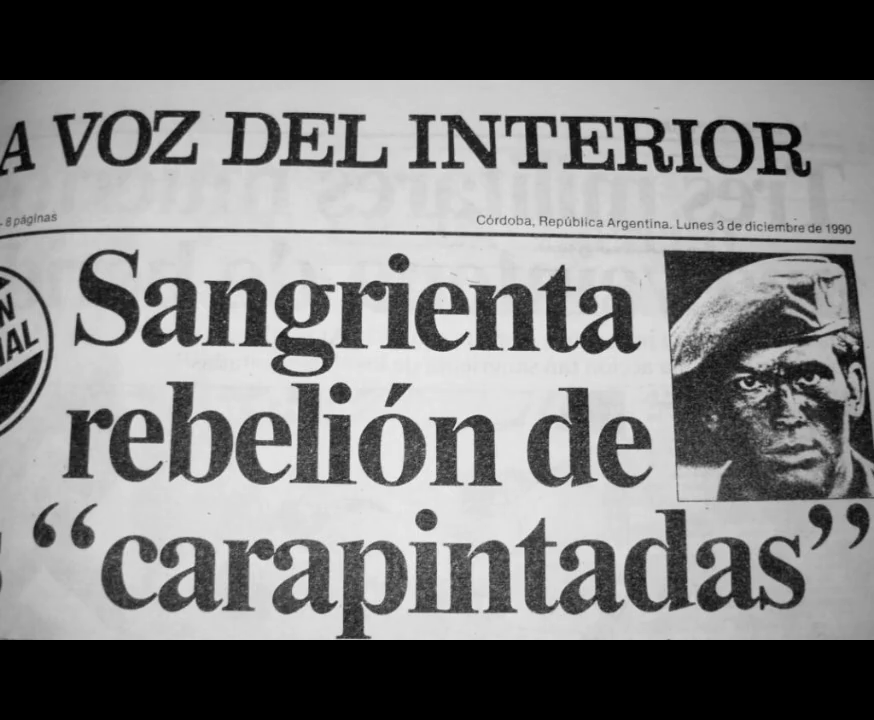 A VOZ DEL INTERIOR
- 8 páginas
Córdoba, República Argentina. Lunes 3 de diciembre de 1990
Sangrienta
rebelión de
“carapintadas”